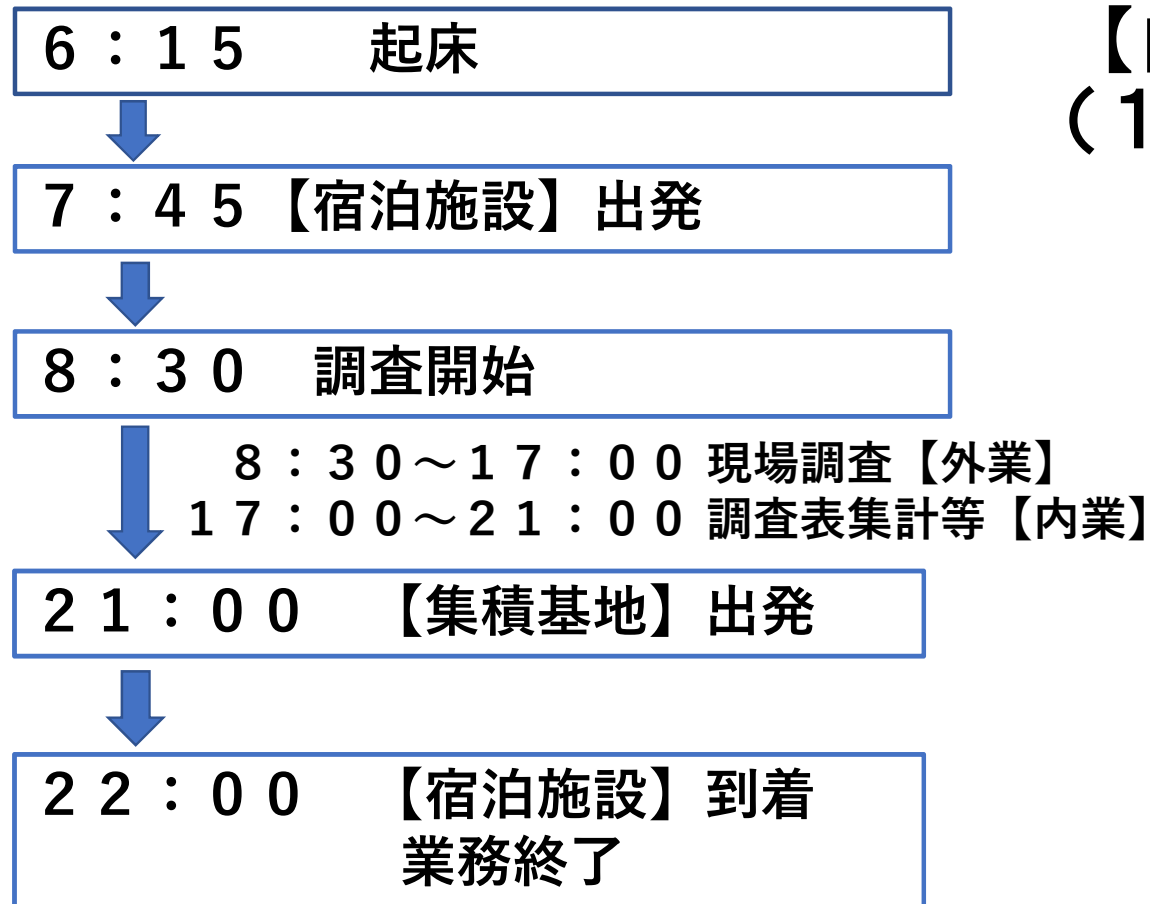 ６：１５　　起床
【
（１
７：４５【宿泊施設】出発
８：３０　調査開始
８：３０～１７：００ 現場調査【外業】
１７：００～２１：００ 調査表集計等【内業】
２１：００　【集積基地】出発
２２：００　【宿泊施設】到着
業務終了